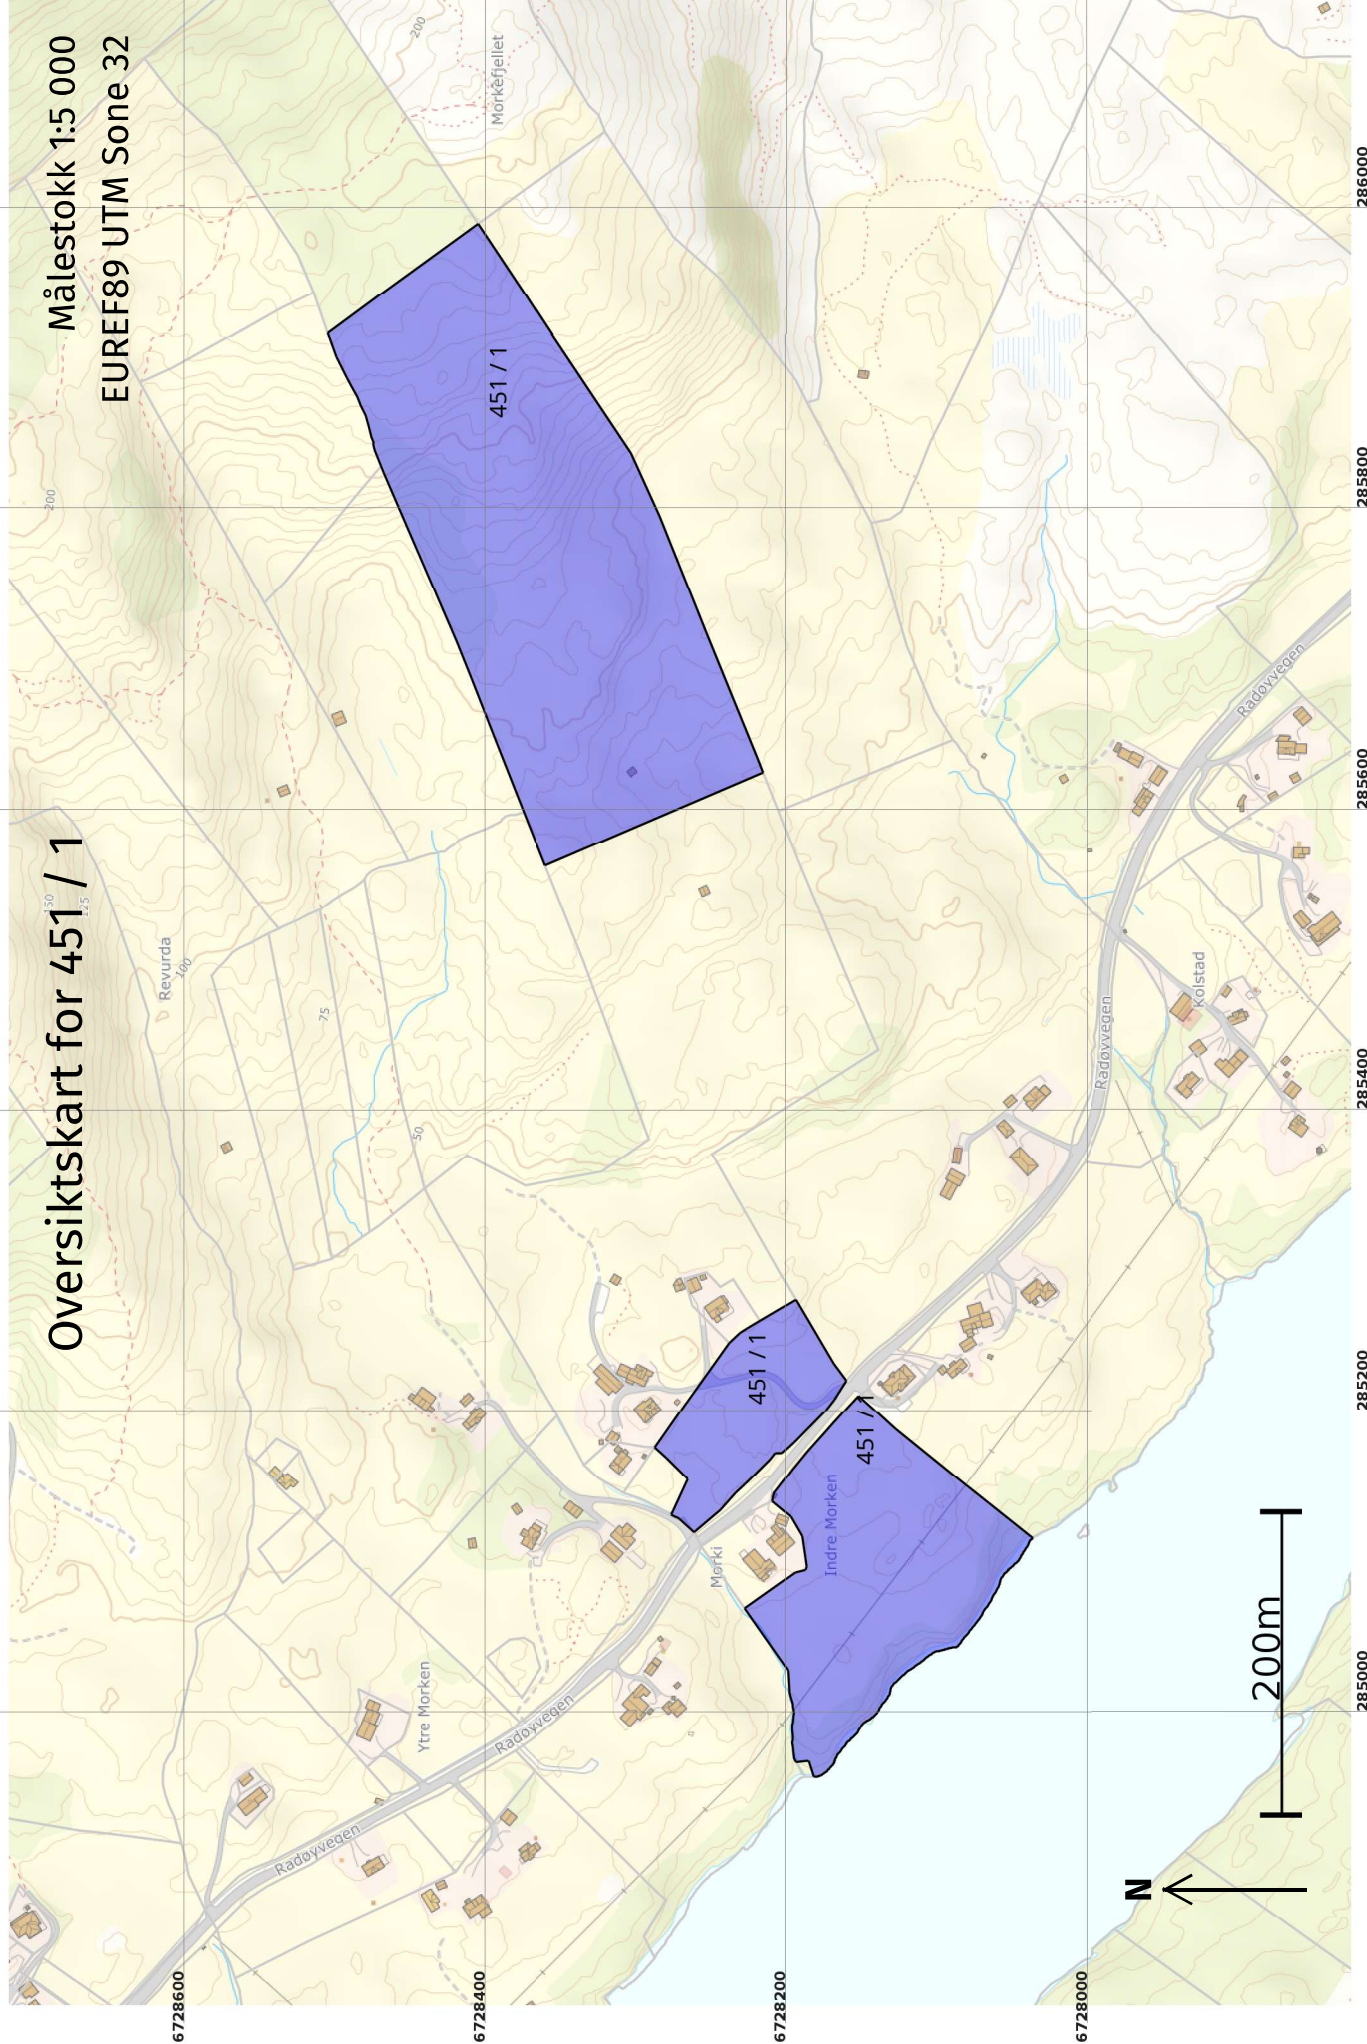 Oversiktskart for 451 / 1
Målestokk 1:5 000
EUREF89 UTM Sone 32
6728600
6728400
6728200
6728000
285000
285200
285400
285600
285800
286000
200
200
Morkefjellet
451 / 1
150
125
Revurda
100
75
50
451 / 1
451 / 1
Indre Morken
Morki
Ytre Morken
Radøyvegen
Radøyvegen
Radøyvegen
Radøyvegen
Kolstad
200m
N